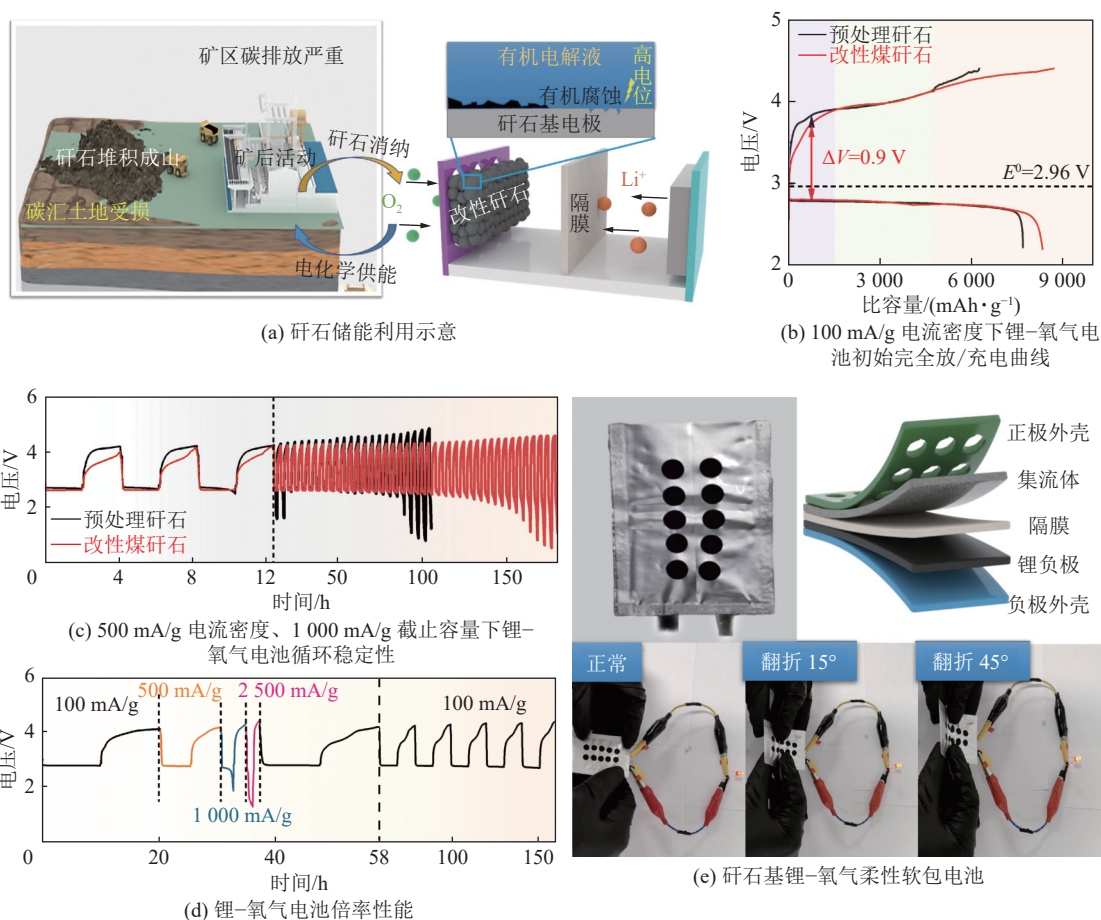 矿区碳排放严重
矸石堆积成山
矿后活动
碳汇土地受损
矸石消纳
O₂
电化学供能
有机电解液
高电位
有机腐蚀
矸石基电极
改性矸石
隔膜
Li⁺
(a) 矸石储能利用示意
预处理矸石
改性煤矸石
ΔV=0.9 V
E⁰=2.96 V
电压/V
5
4
3
2
0
3 000
6 000
9 000
比容量/(mAh·g⁻¹)
(b) 100 mA/g 电流密度下锂−氧气电
池初始完全放/充电曲线
电压/V
6
4
2
0
预处理矸石
改性煤矸石
4
8
12
50
100
150
时间/h
(c) 500 mA/g 电流密度、1 000 mA/g 截止容量下锂−
氧气电池循环稳定性
电压/V
6
4
2
0
100 mA/g
500 mA/g
1 000 mA/g
2 500 mA/g
100 mA/g
20
40
58
100
150
时间/h
(d) 锂−氧气电池倍率性能
正极外壳
集流体
隔膜
锂负极
负极外壳
正常
翻折 15°
翻折 45°
(e) 矸石基锂−氧气柔性软包电池